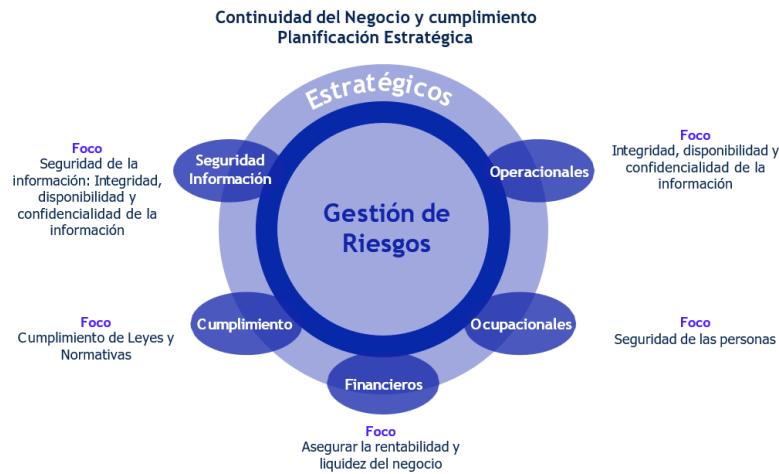 Continuidad del Negocio y cumplimiento
Planificación Estratégica
Estratégicos
Foco
Seguridad de la
información: Integridad,
disponibilidad y
confidencialidad de la
información
Seguridad
Información
Operacionales
Foco
Integridad, disponibilidad y
confidencialidad de la
información
Gestión de
Riesgos
Foco
Cumplimiento de Leyes y
Normativas
Cumplimiento
Ocupacionales
Foco
Seguridad de las personas
Financieros
Foco
Asegurar la rentabilidad y
liquidez del negocio